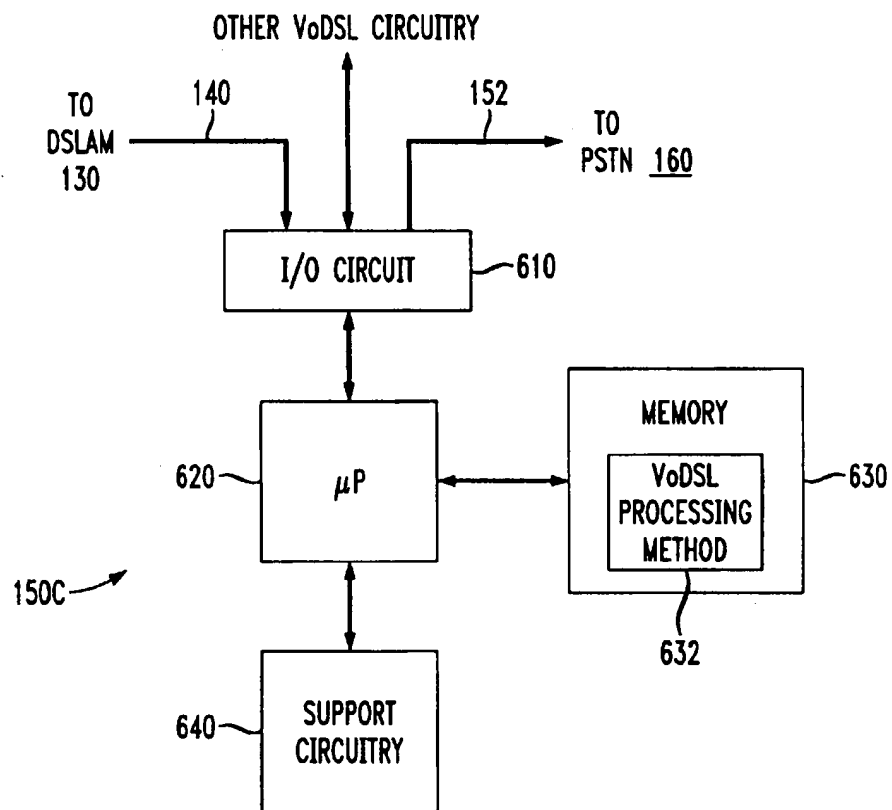 OTHER VoDSL CIRCUITRY
140
152
TO
DSLAM
130
TO
PSTN 160
I/O CIRCUIT
610
MEMORY
620
μP
VoDSL
PROCESSING
METHOD
630
150C
632
640
SUPPORT
CIRCUITRY